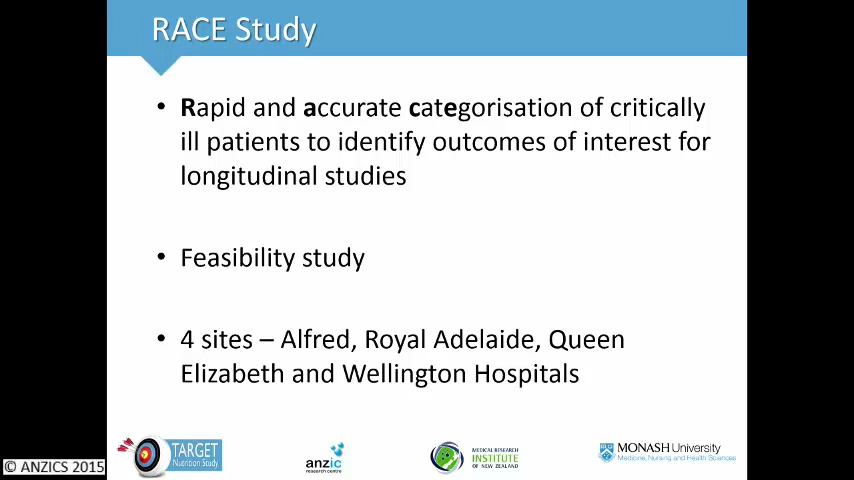 RACE Study
• Rapid and accurate categorisation of critically
ill patients to identify outcomes of interest for
longitudinal studies
• Feasibility study
• 4 sites – Alfred, Royal Adelaide, Queen
Elizabeth and Wellington Hospitals
© ANZICS 2015
TARGET
Nutrition Study
anzic
research centre
MEDICAL RESEARCH
INSTITUTE
OF NEW ZEALAND
MONASH University
Medicine, Nursing and Health Sciences